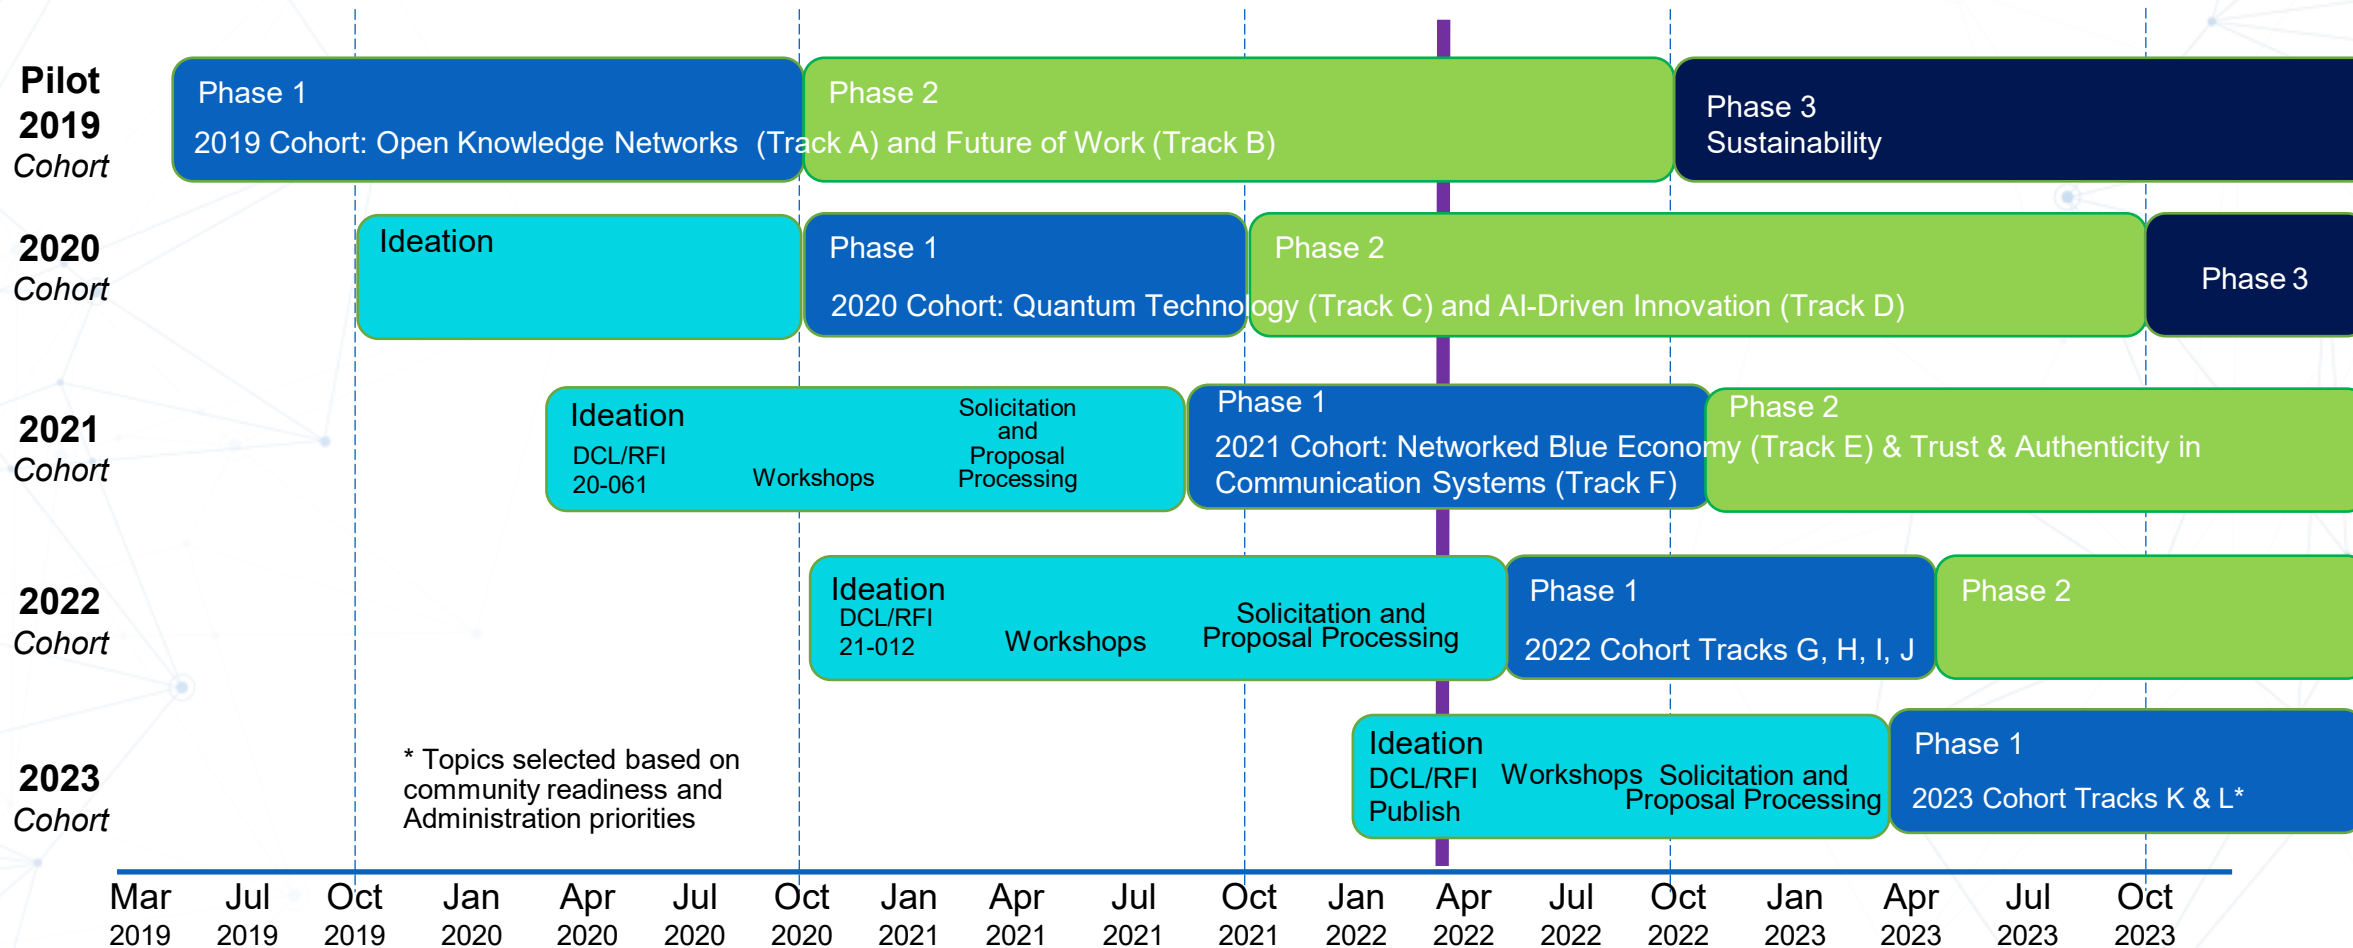 Pilot
2019
Cohort
Phase 1
2019 Cohort: Open Knowledge Networks (Track A) and Future of Work (Track B)
Phase 2
Phase 3
Sustainability
2020
Cohort
Ideation
Phase 1
2020 Cohort: Quantum Technology (Track C) and AI-Driven Innovation (Track D)
Phase 2
Phase 3
2021
Cohort
Ideation
DCL/RFI
20-061
Workshops
Solicitation
and
Proposal
Processing
Phase 1
2021 Cohort: Networked Blue Economy (Track E) & Trust & Authenticity in
Communication Systems (Track F)
Phase 2
2022
Cohort
Ideation
DCL/RFI
21-012
Workshops
Solicitation and
Proposal Processing
Phase 1
2022 Cohort Tracks G, H, I, J
Phase 2
2023
Cohort
* Topics selected based on
community readiness and
Administration priorities
Ideation
DCL/RFI
Publish
Workshops
Solicitation and
Proposal Processing
Phase 1
2023 Cohort Tracks K & L*
Mar Jul Oct Jan Apr Jul Oct Jan Apr Jul Oct Jan Apr Jul Oct Jan Apr Jul Oct
2019 2019 2019 2020 2020 2020 2020 2021 2021 2021 2021 2022 2022 2022 2022 2023 2023 2023 2023